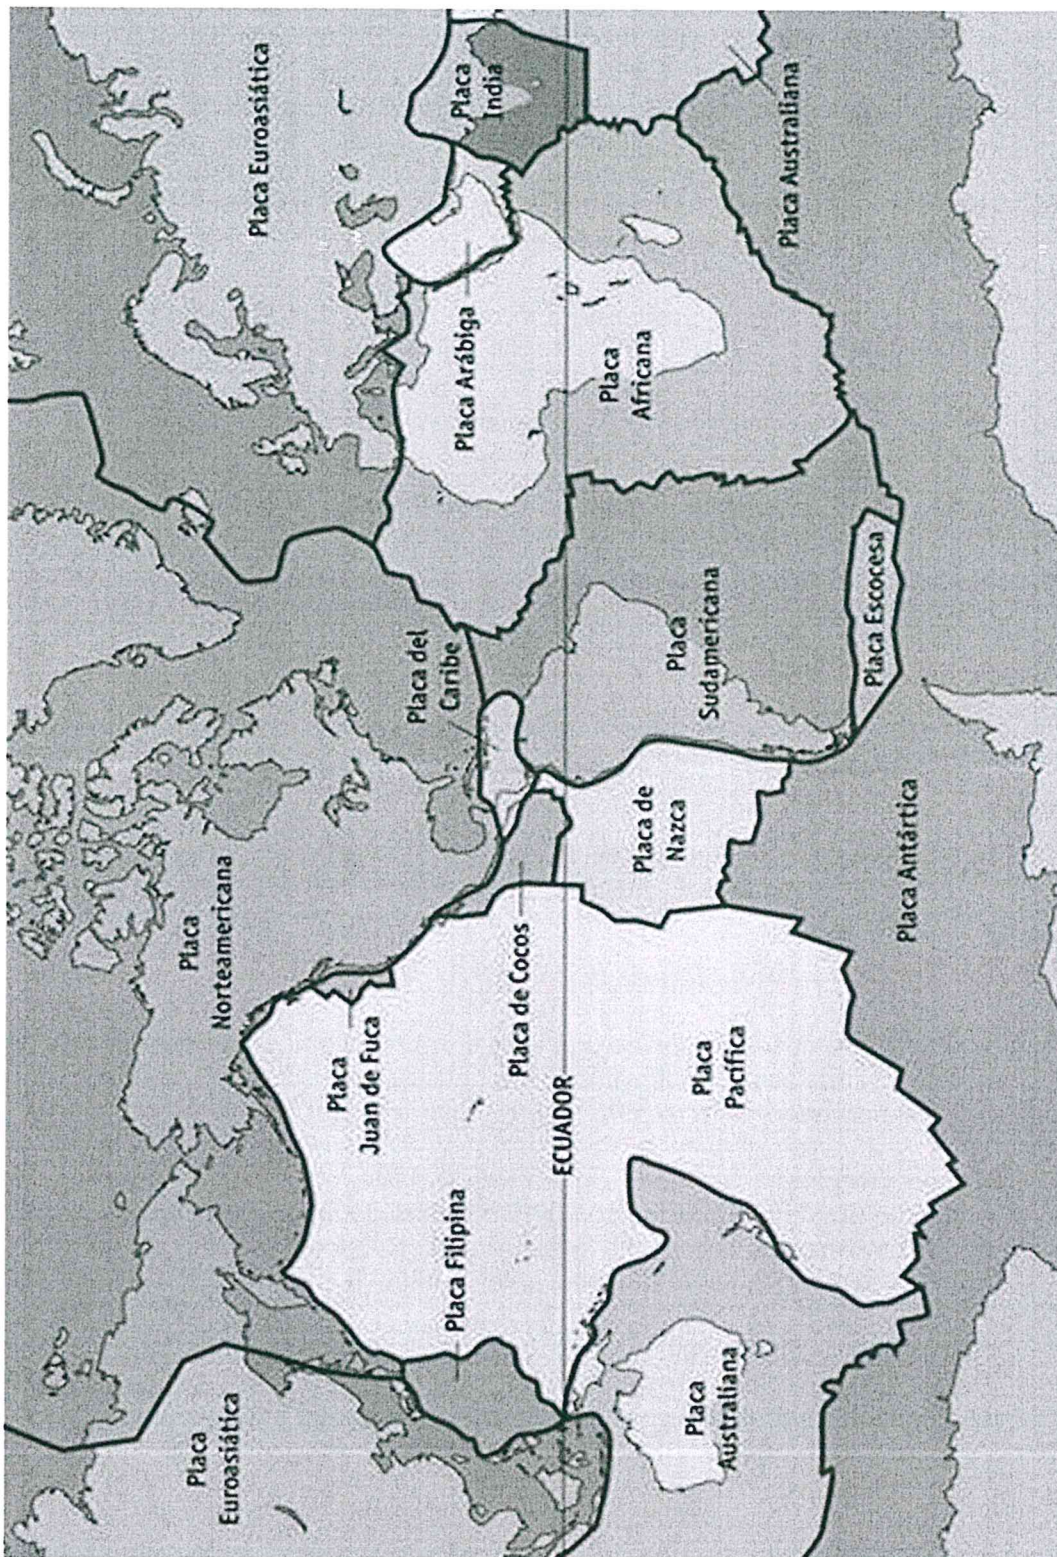 Placa
Euroasiática
Placa
Norteamericana
Placa Euroasiática
Placa
Juan de Fuca
Placa del
Caribe
Placa Filipina
Placa Arábiga
Placa
India
Placa de Cocos
ECUADOR
Placa
Africana
Placa de
Nazca
Placa
Sudamericana
Placa
Australiana
Placa
Pacífica
Placa Australiana
Placa Escocesa
Placa Antártica